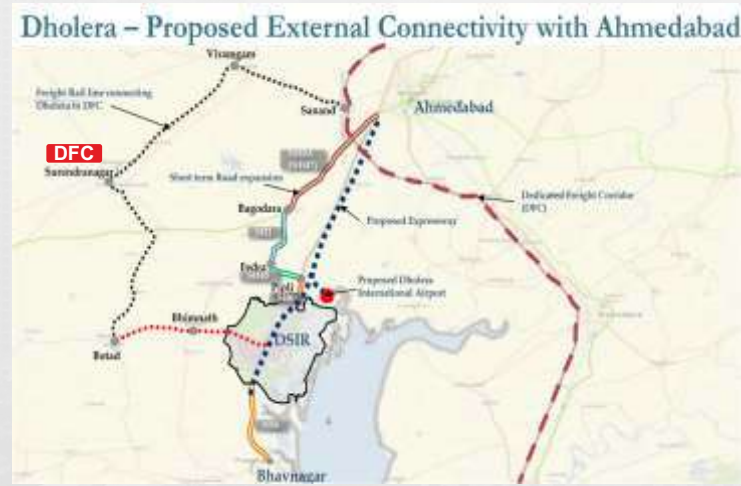 Dholera – Proposed External Connectivity with Ahmedabad
Viramgam
Freight Rail line connecting
Dholera to DFC
Sanand
Ahmedabad
DFC
Surendranagar
Short term Road expansion
Dedicated Freight Corridor
(DFC)
Bagodara
Proposed Expressway
Fedra
Pipli
Proposed Dholera
International Airport
Bhimnath
DSIR
Botad
Bhavnagar